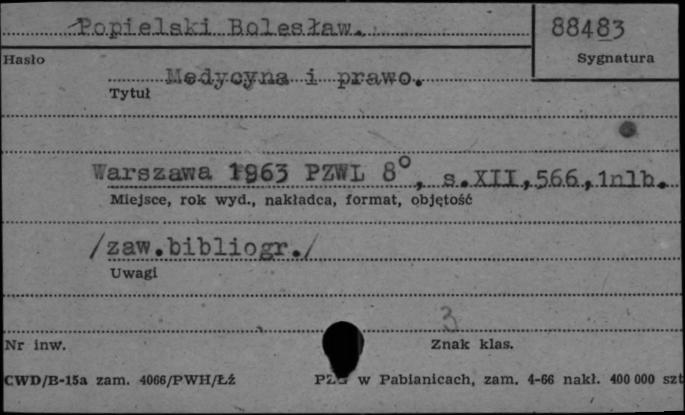 Popielski Bolesław.
88483
Hasło
Sygnatura
Medycyna i prawo.
Tytuł
Warszawa 1963 PZWL 8°, s.XII,566,1nlb.
Miejsce, rok wyd., nakładca, format, objętość
/zaw.bibliogr./
Uwagi
3
Nr inw.
Znak klas.
CWD/B-15a zam. 4066/PWH/Łż
w Pabianicach, zam. 4-66 nakł. 400 000 szt